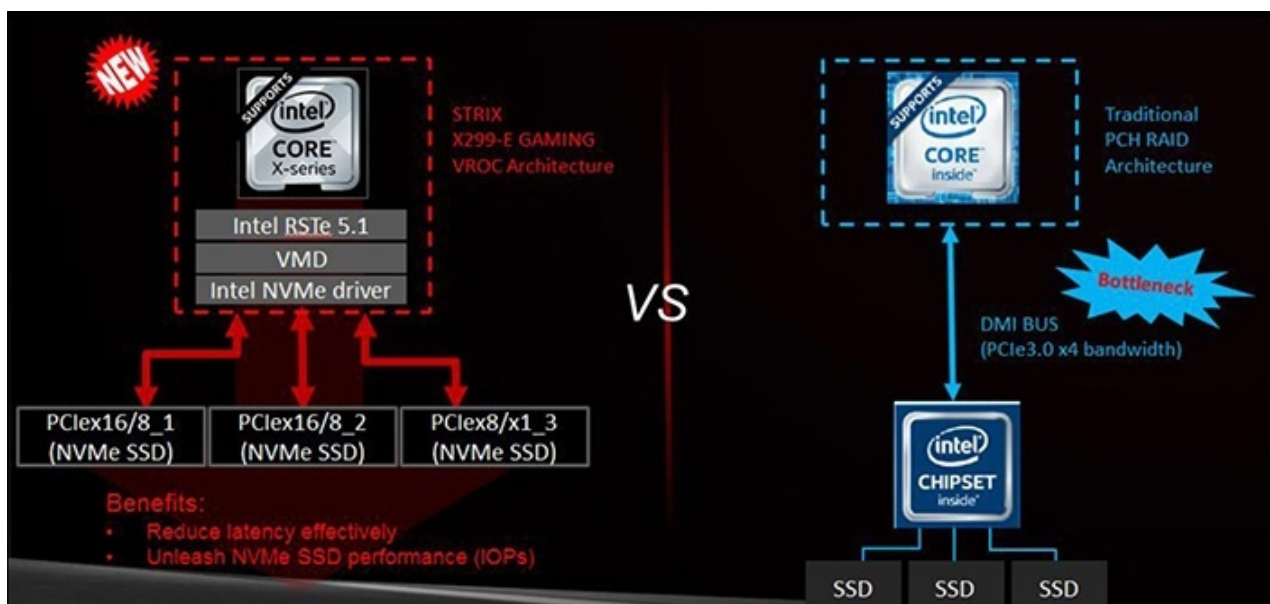 NEW
SUPPORTS
intel
CORE
X-series
STRIX
X299-E GAMING
VROC Architecture
Intel RSTe 5.1
VMD
Intel NVMe driver
PCIex16/8_1
(NVMe SSD)
PCIex16/8_2
(NVMe SSD)
PCIex8/x1_3
(NVMe SSD)
Benefits:
• Reduce latency effectively
• Unleash NVMe SSD performance (IOPs)
VS
SUPPORTS
intel
CORE
inside
Traditional
PCH RAID
Architecture
Bottleneck
DMI BUS
(PCIe3.0 x4 bandwidth)
intel
CHIPSET
inside
SSD
SSD
SSD